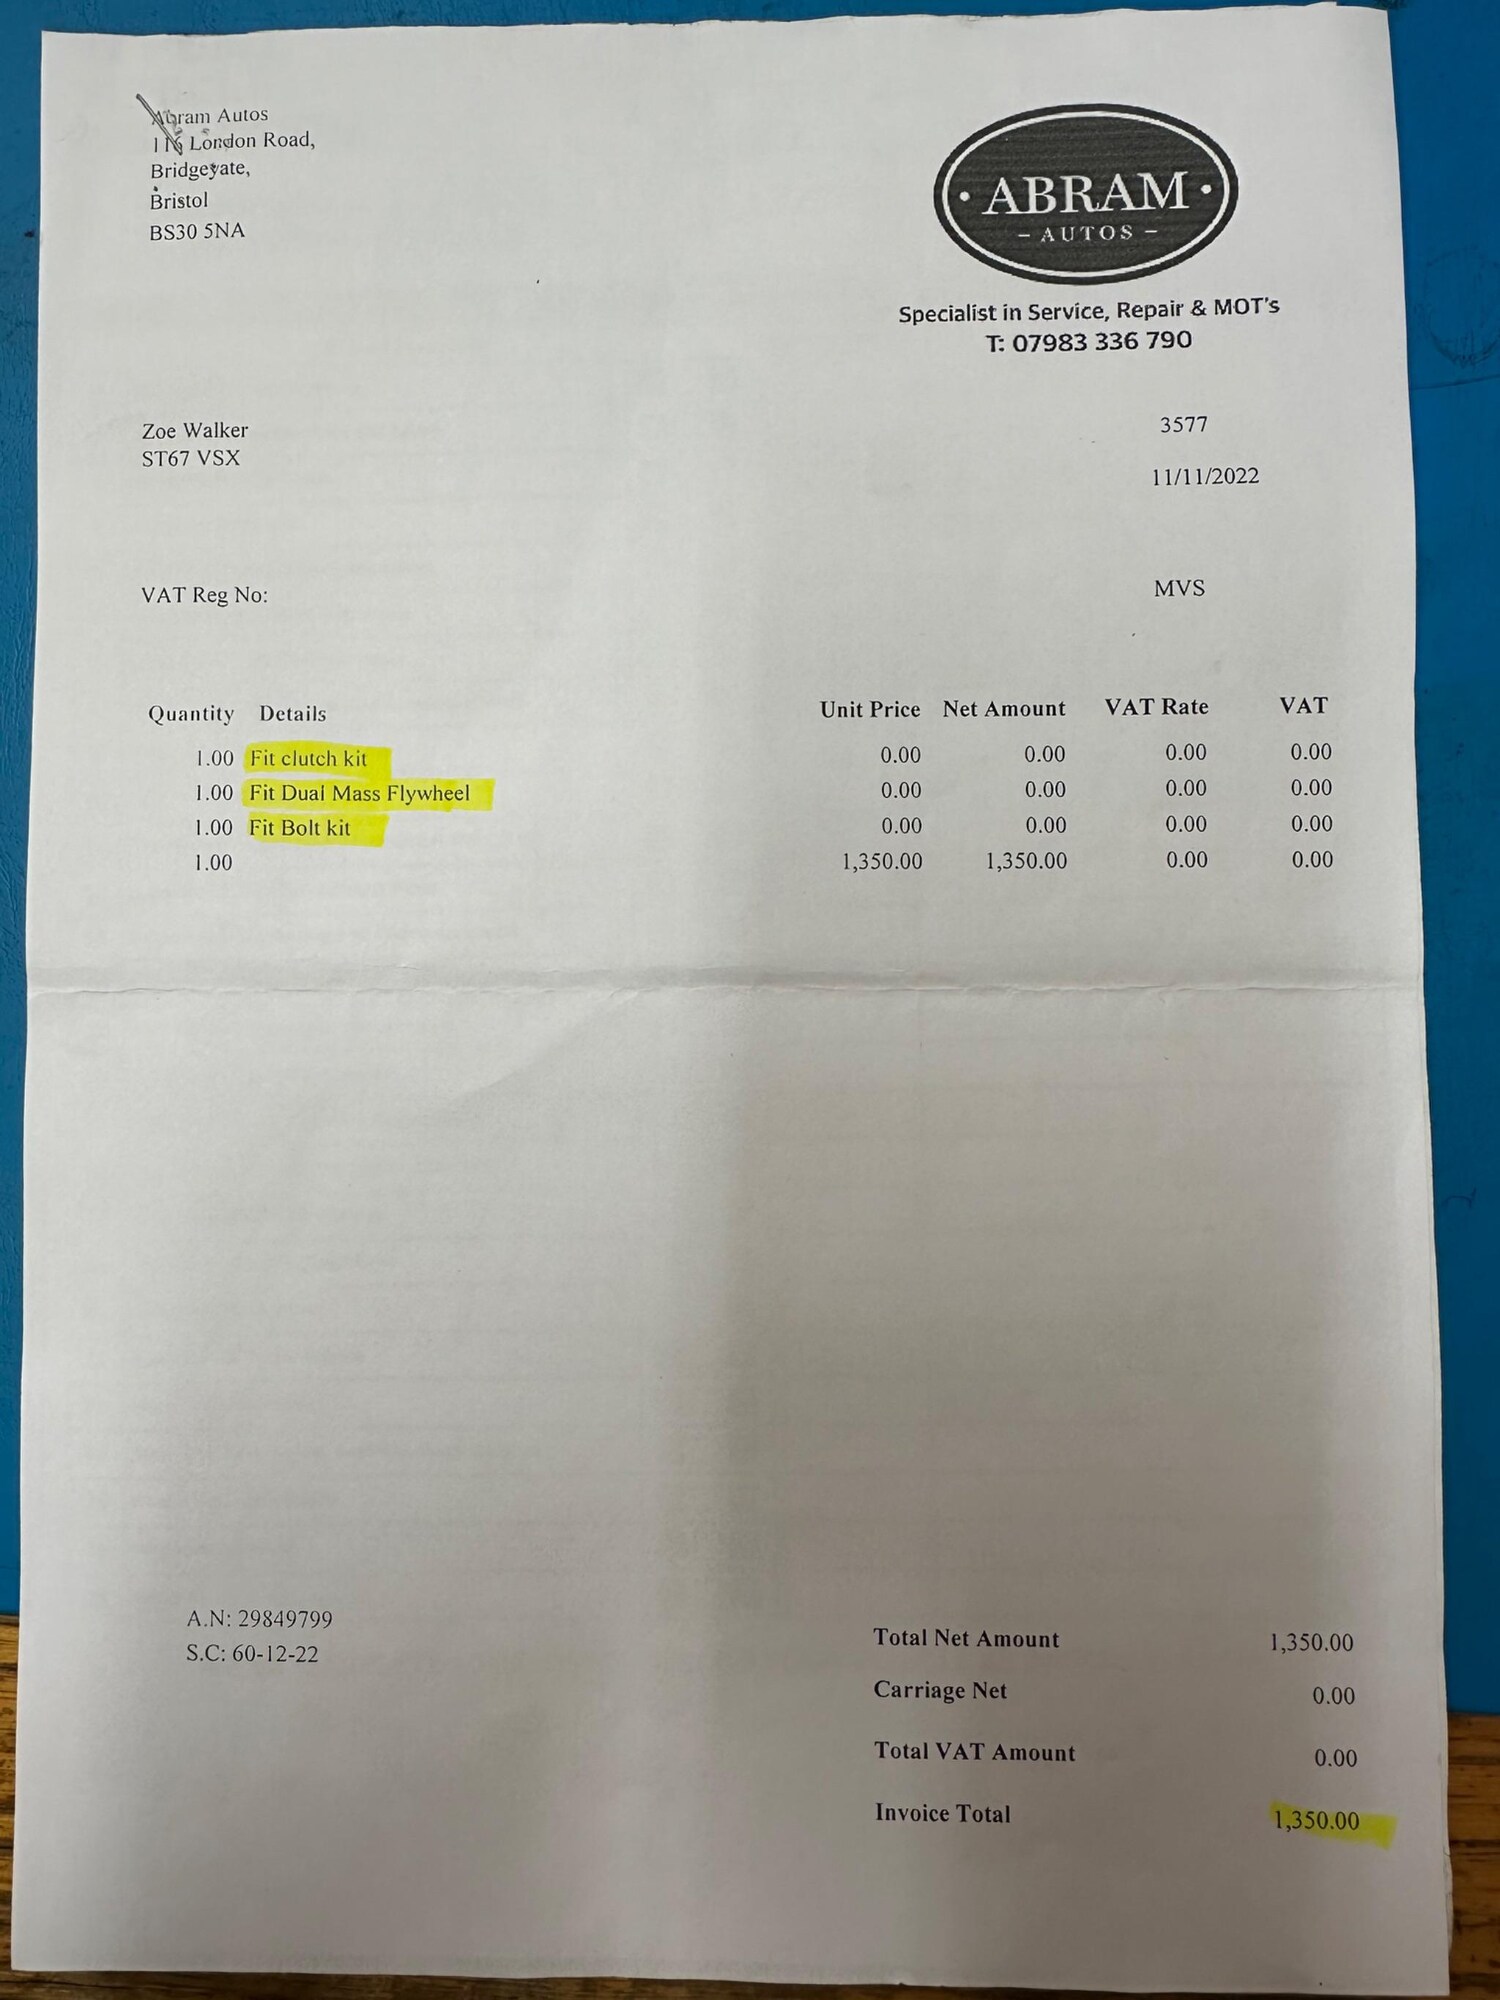 Abram Autos
116 London Road,
Bridgeyate,
Bristol
BS30 5NA
· ABRAM ·
- AUTOS -
Specialist in Service, Repair & MOT's
T: 07983 336 790
Zoe Walker
ST67 VSX
3577
11/11/2022
VAT Reg No:
MVS
Quantity Details Unit Price Net Amount VAT Rate VAT
1.00 Fit clutch kit 0.00 0.00 0.00 0.00
1.00 Fit Dual Mass Flywheel 0.00 0.00 0.00 0.00
1.00 Fit Bolt kit 0.00 0.00 0.00 0.00
1.00 1,350.00 1,350.00 0.00 0.00
A.N: 29849799
S.C: 60-12-22
Total Net Amount 1,350.00
Carriage Net 0.00
Total VAT Amount 0.00
Invoice Total 1,350.00